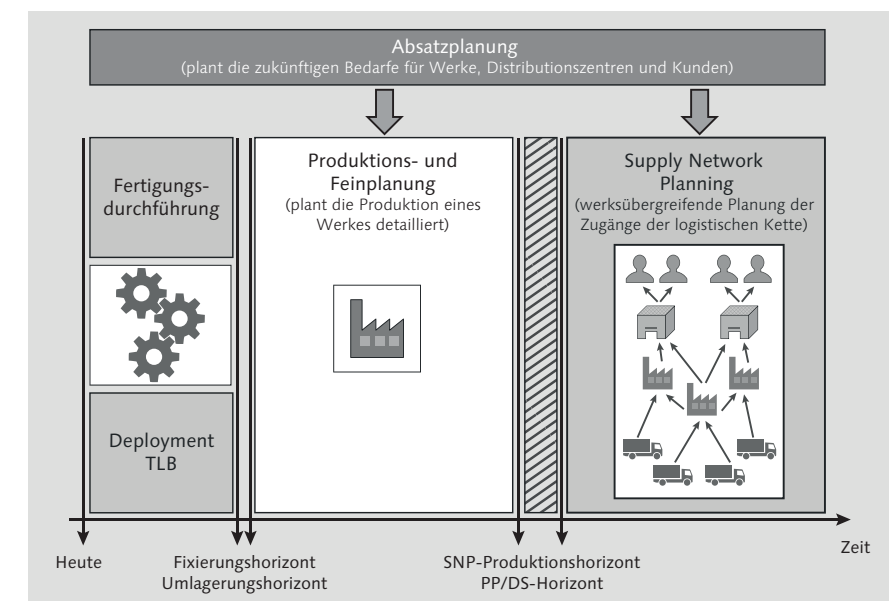 Absatzplanung
(plant die zukünftigen Bedarfe für Werke, Distributionszentren und Kunden)
Fertigungs-
durchführung
Deployment
TLB
Produktions- und
Feinplanung
(plant die Produktion eines
Werkes detailliert)
Supply Network
Planning
(werksübergreifende Planung der
Zugänge der logistischen Kette)
Heute
Fixierungshorizont
Umlagerungshorizont
SNP-Produktionshorizont
PP/DS-Horizont
Zeit